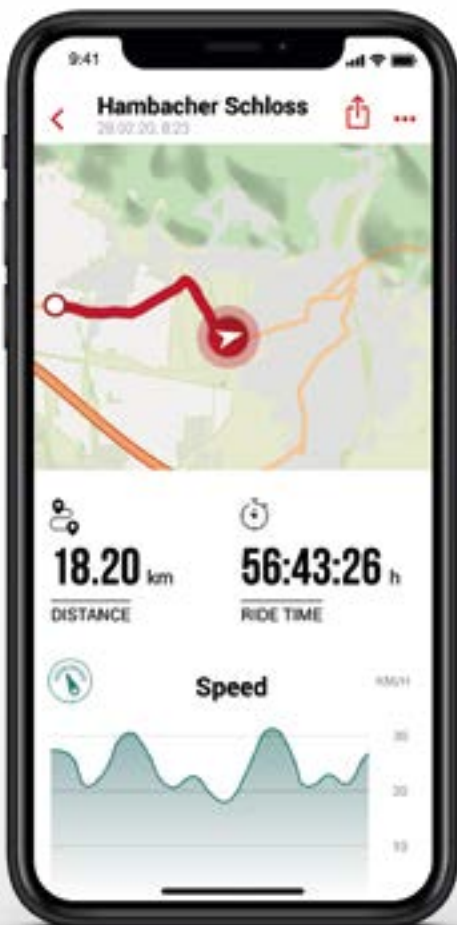 9:41
Hambacher Schloss
28.02.20, 8:23
18.20 km
DISTANCE
56:43:26 h
RIDE TIME
Speed
KM/H
30
20
10